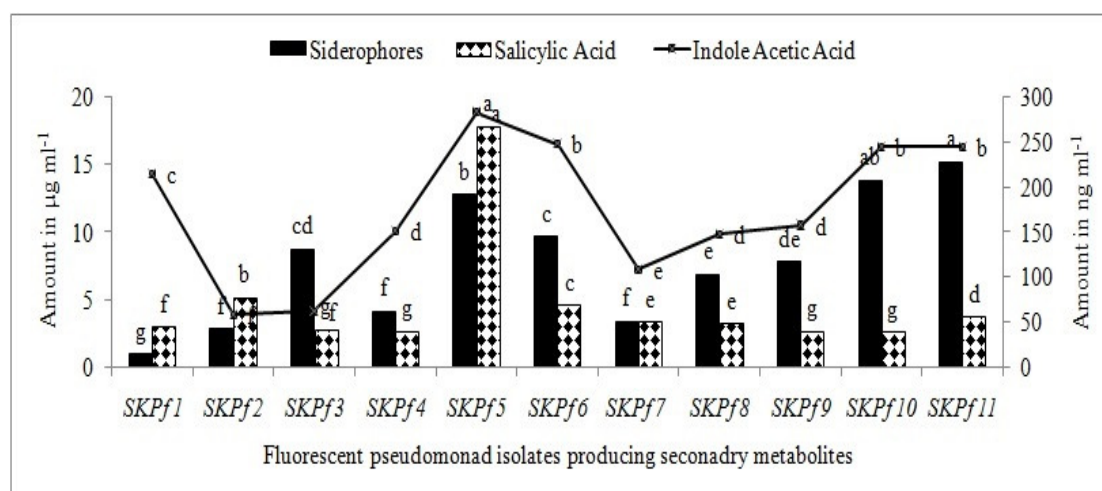 Siderophores Salicylic Acid Indole Acetic Acid
Amount in µg ml-1
20
15
10
5
0
g f
f b
cd f
f g
b a
c c
f e
e e
de g
ab g
a d
c
g
d
a
b
e
d
d
b
b
300
250
200
150
100
50
0
Amount in ng ml-1
SKPf1 SKPf2 SKPf3 SKPf4 SKPf5 SKPf6 SKPf7 SKPf8 SKPf9 SKPf10 SKPf11
Fluorescent pseudomonad isolates producing seconadry metabolites